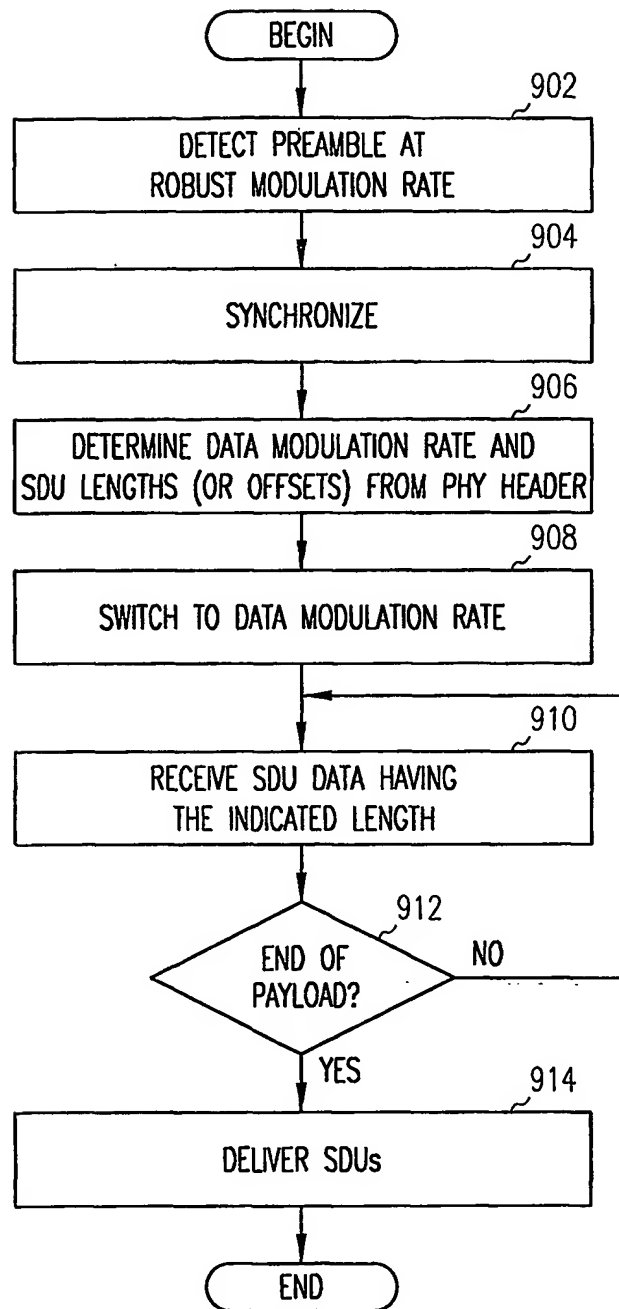 BEGIN
902
DETECT PREAMBLE AT
ROBUST MODULATION RATE
904
SYNCHRONIZE
906
DETERMINE DATA MODULATION RATE AND
SDU LENGTHS (OR OFFSETS) FROM PHY HEADER
908
SWITCH TO DATA MODULATION RATE
910
RECEIVE SDU DATA HAVING
THE INDICATED LENGTH
912
END OF
PAYLOAD?
NO
YES
914
DELIVER SDUs
END